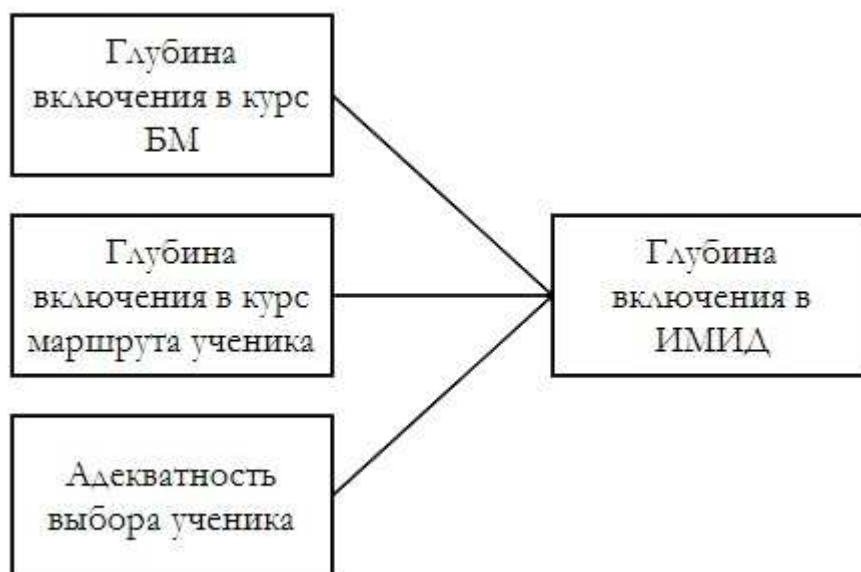 Глубина
включения в курс
БМ
Глубина
включения в курс
маршрута ученика
Адекватность
выбора ученика
Глубина
включения в
ИМИД